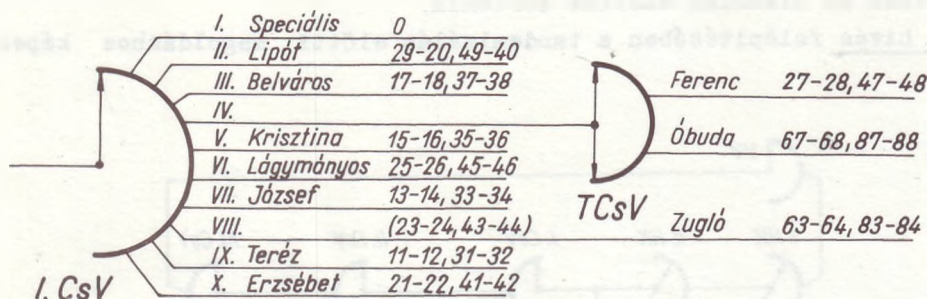 hívás felépítésében a tandem
I. Speciális 0
II. Lipót 29-20, 49-40
III. Belváros 17-18, 37-38
IV.
V. Krisztina 15-16, 35-36
VI. Lágymányos 25-26, 45-46
VII. József 13-14, 33-34
VIII. (23-24, 43-44)
IX. Teréz 11-12, 31-32
X. Erzsébet 21-22, 41-42
I. CsV
Ferenc 27-28, 47-48
Óbuda 67-68, 87-88
Zugló 63-64, 83-84
TCsV